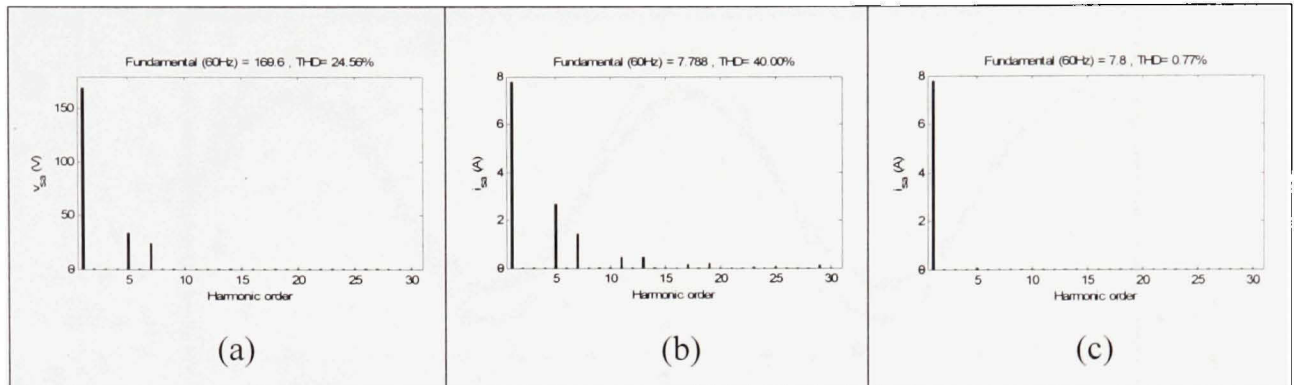 Fundamental (60Hz) = 169.6 , THD= 24.56%
150
100
50
0
v_sa (V)
5 10 15 20 25 30
Harmonic order
(a)
Fundamental (60Hz) = 7.788 , THD= 40.00%
8
6
4
2
0
i_sa (A)
5 10 15 20 25 30
Harmonic order
(b)
Fundamental (60Hz) = 7.8 , THD= 0.77%
8
6
4
2
0
i_sa (A)
5 10 15 20 25 30
Harmonic order
(c)